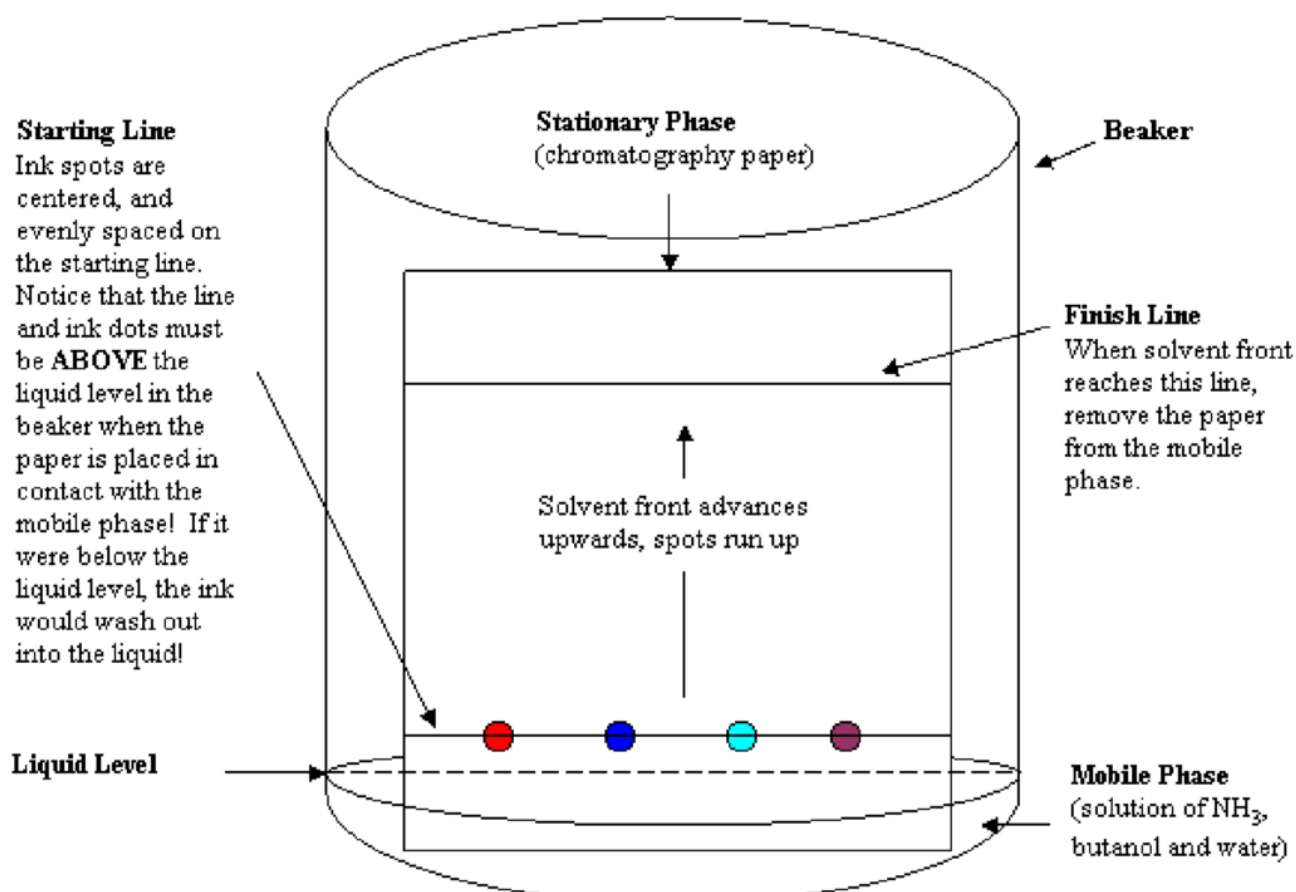 Starting Line
Ink spots are
centered, and
evenly spaced on
the starting line.
Notice that the line
and ink dots must
be ABOVE the
liquid level in the
beaker when the
paper is placed in
contact with the
mobile phase! If it
were below the
liquid level, the ink
would wash out
into the liquid!
Stationary Phase
(chromatography paper)
Beaker
Finish Line
When solvent front
reaches this line,
remove the paper
from the mobile
phase.
Solvent front advances
upwards, spots run up
Liquid Level
Mobile Phase
(solution of NH3,
butanol and water)